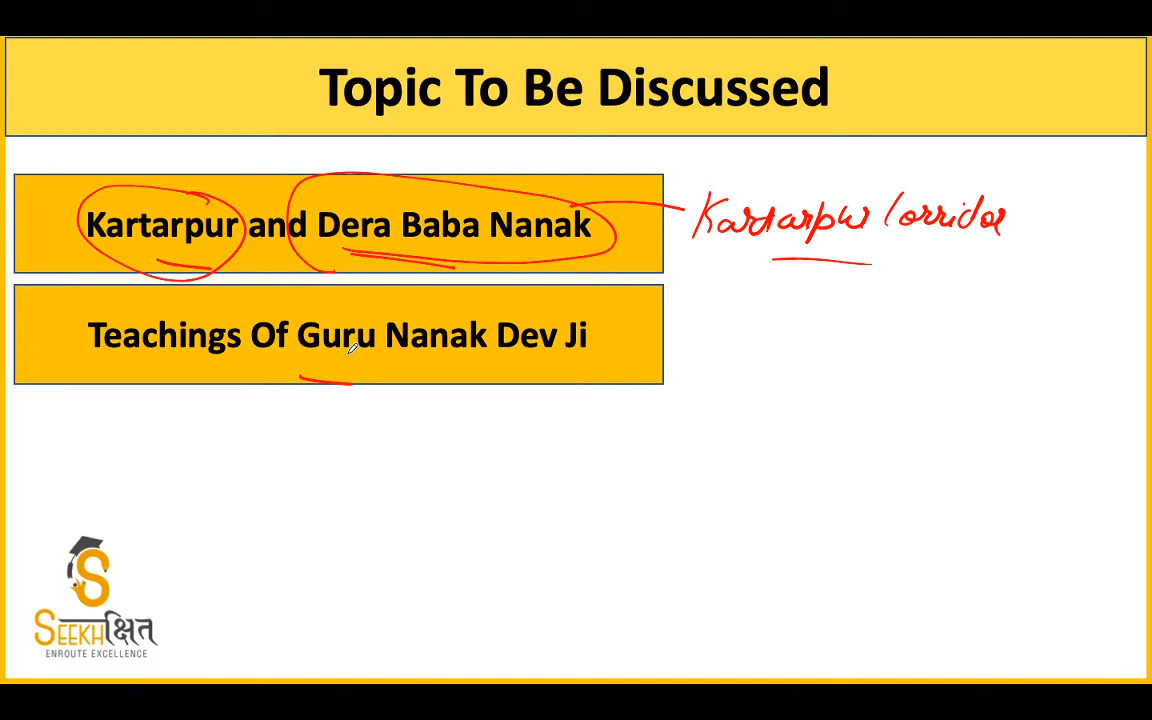 Topic To Be Discussed
Kartarpur and Dera Baba Nanak
Kartarpur Corridor
Teachings Of Guru Nanak Dev Ji
S
SEEKHक्षित
ENROUTE EXCELLENCE